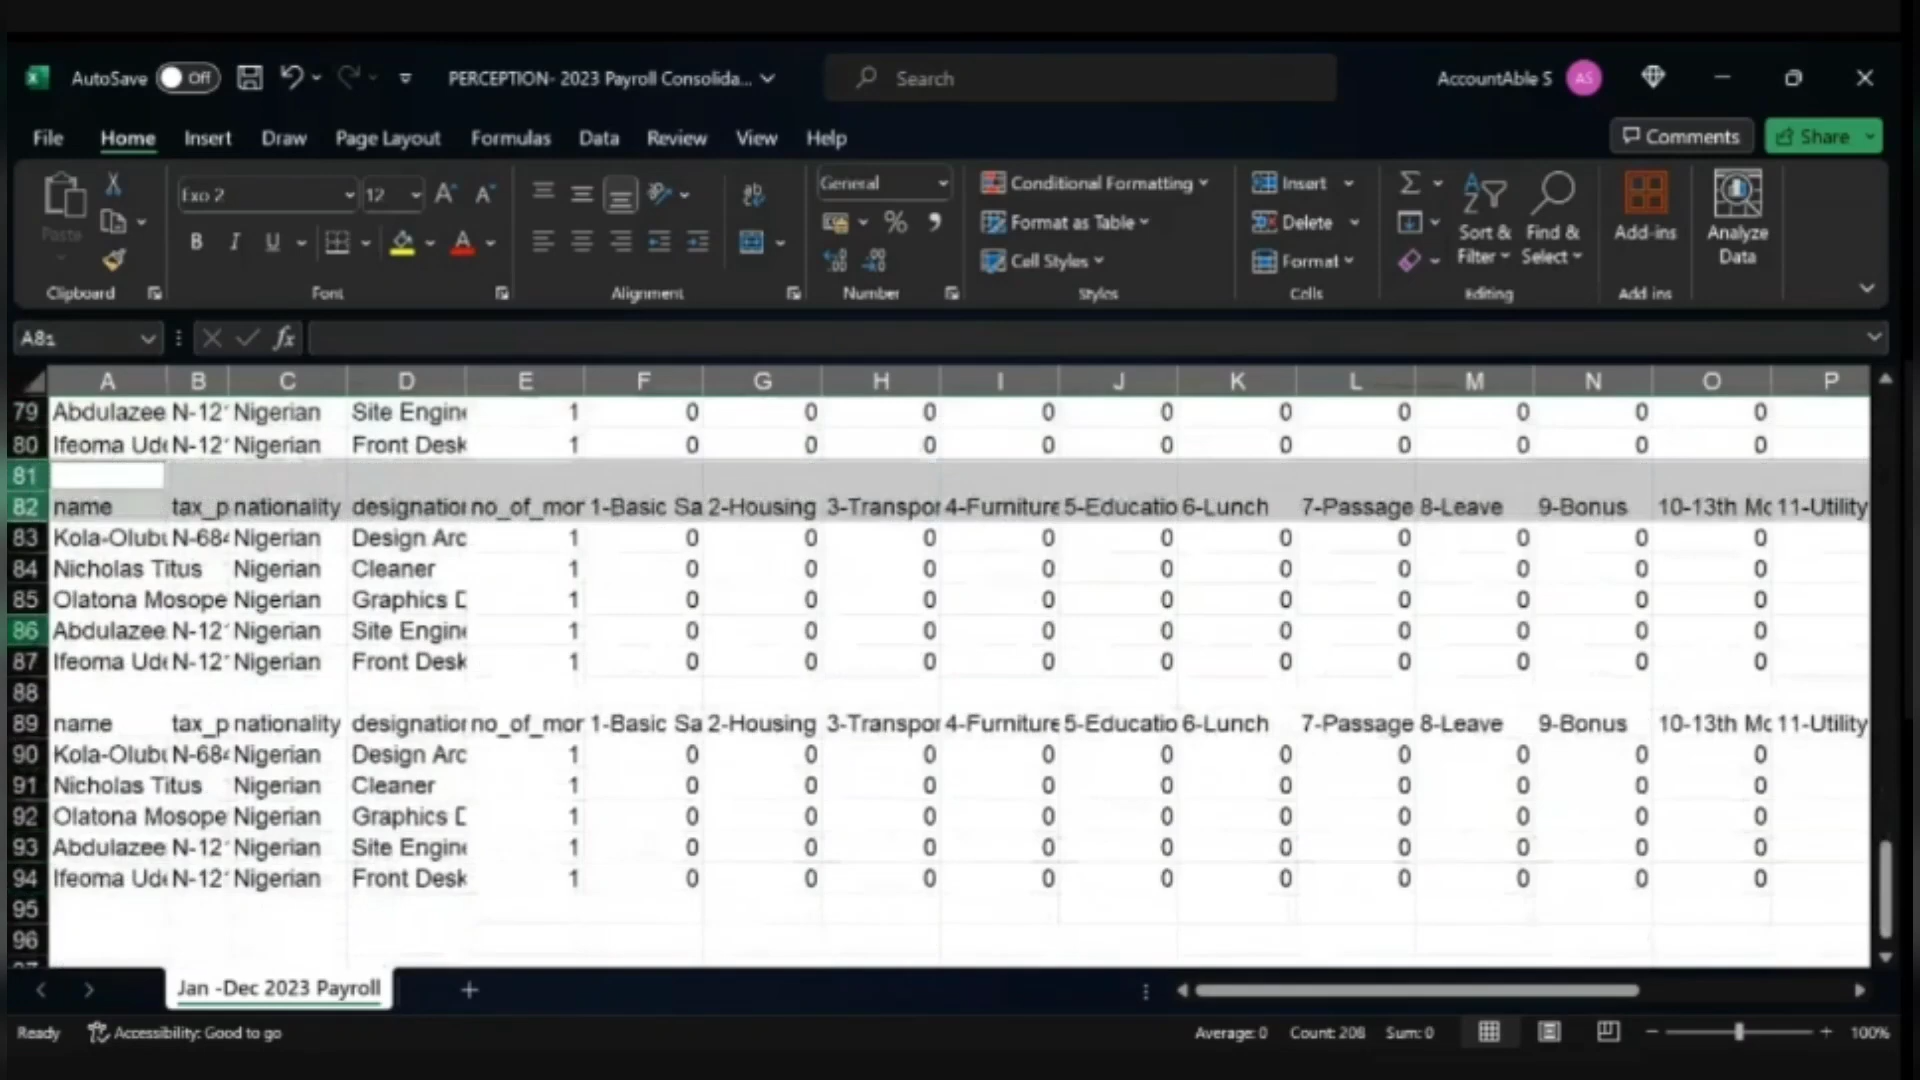 AutoSave Off PERCEPTION- 2023 Payroll Consolida... Search AccountAble S AS
File Home Insert Draw Page Layout Formulas Data Review View Help Comments Share
Paste Exo 2 12 General Conditional Formatting Insert
Format as Table Delete Sort & Find & Add-ins Analyze
B I U % Cell Styles Format Filter Select Data
Clipboard Font Alignment Number Styles Cells Editing Add ins
A81 fx
A B C D E F G H I J K L M N O P
79 Abdulazee N-12 Nigerian Site Engin 1 0 0 0 0 0 0 0 0 0 0
80 Ifeoma Ud N-12 Nigerian Front Desk 1 0 0 0 0 0 0 0 0 0 0
81
82 name tax_p nationality designation no_of_mor 1-Basic Sa 2-Housing 3-Transpor 4-Furniture 5-Educatio 6-Lunch 7-Passage 8-Leave 9-Bonus 10-13th Mo 11-Utility
83 Kola-Olubu N-684 Nigerian Design Arc 1 0 0 0 0 0 0 0 0 0 0
84 Nicholas Titus Nigerian Cleaner 1 0 0 0 0 0 0 0 0 0 0
85 Olatona Mosope Nigerian Graphics D 1 0 0 0 0 0 0 0 0 0 0
86 Abdulazee N-12 Nigerian Site Engin 1 0 0 0 0 0 0 0 0 0 0
87 Ifeoma Ud N-12 Nigerian Front Desk 1 0 0 0 0 0 0 0 0 0 0
88
89 name tax_p nationality designation no_of_mor 1-Basic Sa 2-Housing 3-Transpor 4-Furniture 5-Educatio 6-Lunch 7-Passage 8-Leave 9-Bonus 10-13th Mo 11-Utility
90 Kola-Olubu N-684 Nigerian Design Arc 1 0 0 0 0 0 0 0 0 0 0
91 Nicholas Titus Nigerian Cleaner 1 0 0 0 0 0 0 0 0 0 0
92 Olatona Mosope Nigerian Graphics D 1 0 0 0 0 0 0 0 0 0 0
93 Abdulazee N-12 Nigerian Site Engin 1 0 0 0 0 0 0 0 0 0 0
94 Ifeoma Ud N-12 Nigerian Front Desk 1 0 0 0 0 0 0 0 0 0 0
95
96
Jan -Dec 2023 Payroll
Ready Accessibility: Good to go Average: 0 Count: 208 Sum: 0 100%